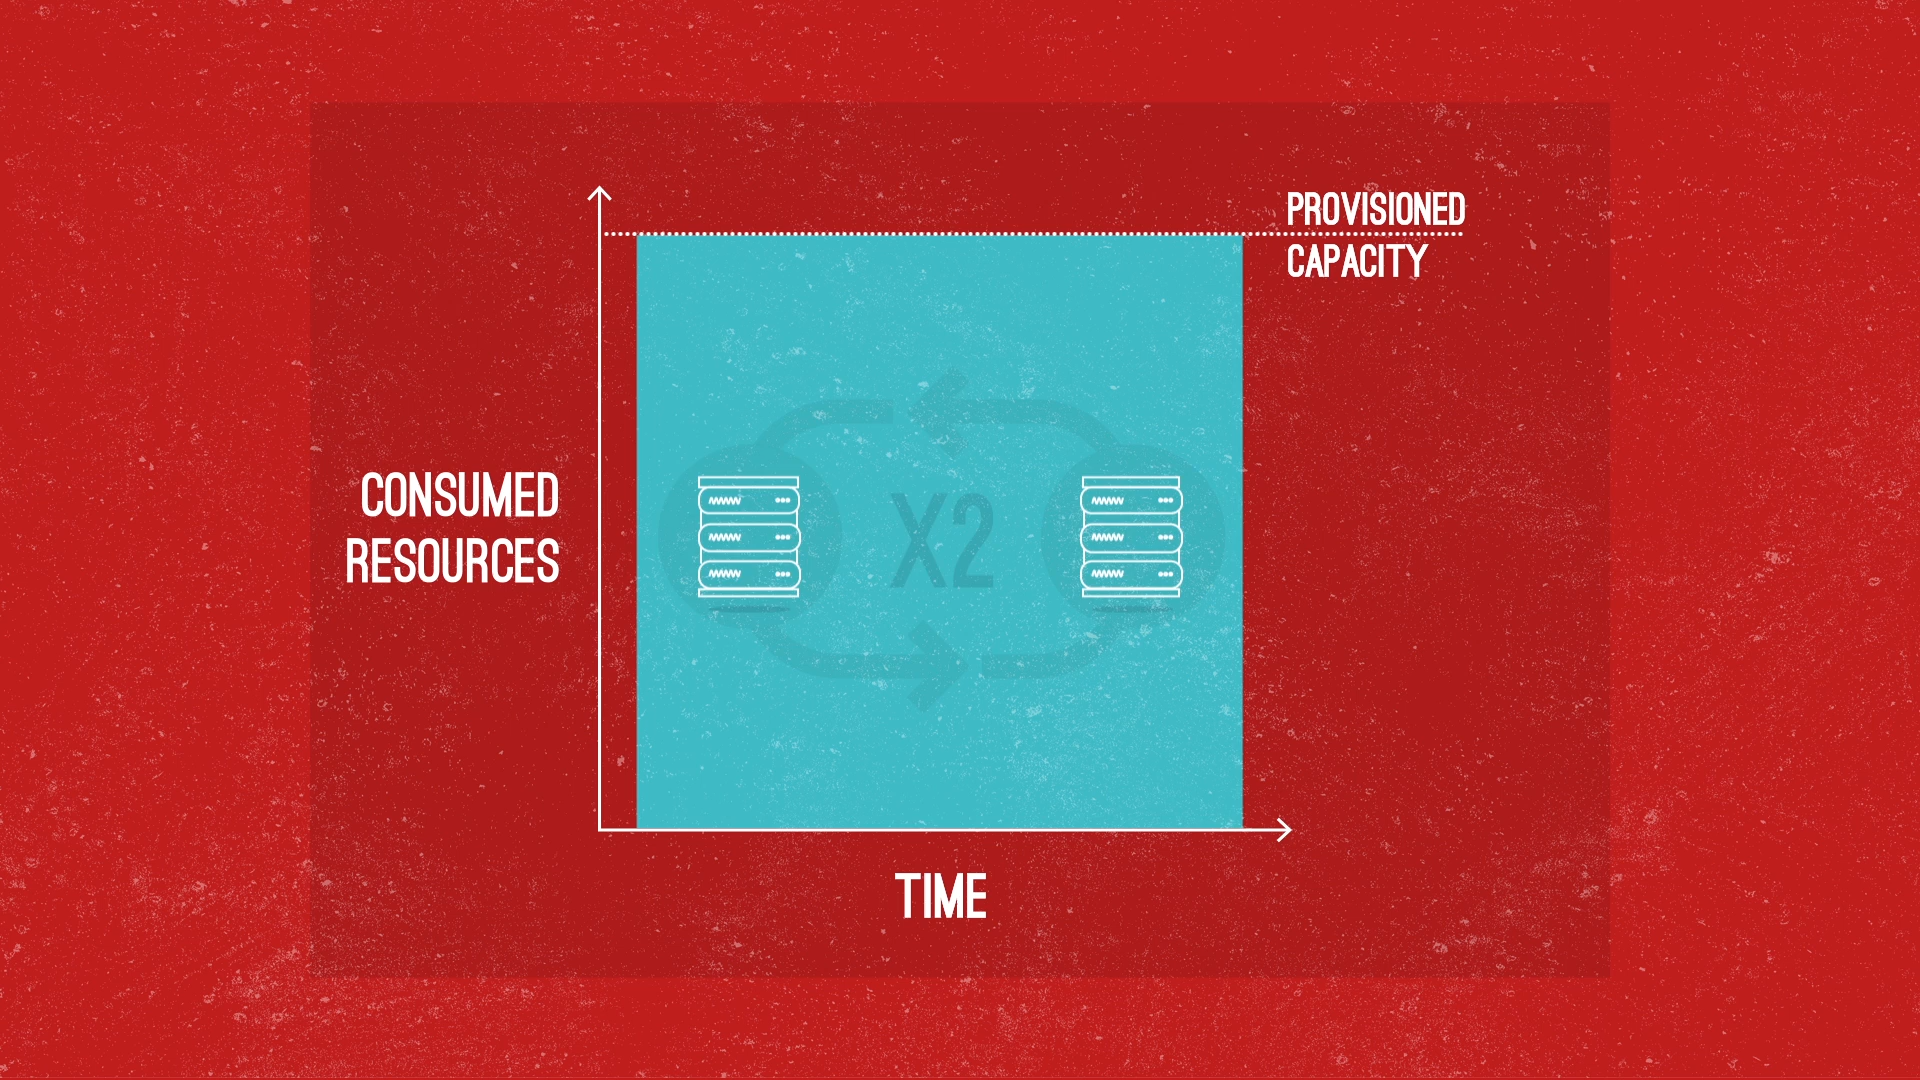 PROVISIONED
CAPACITY
CONSUMED
RESOURCES
X2
TIME